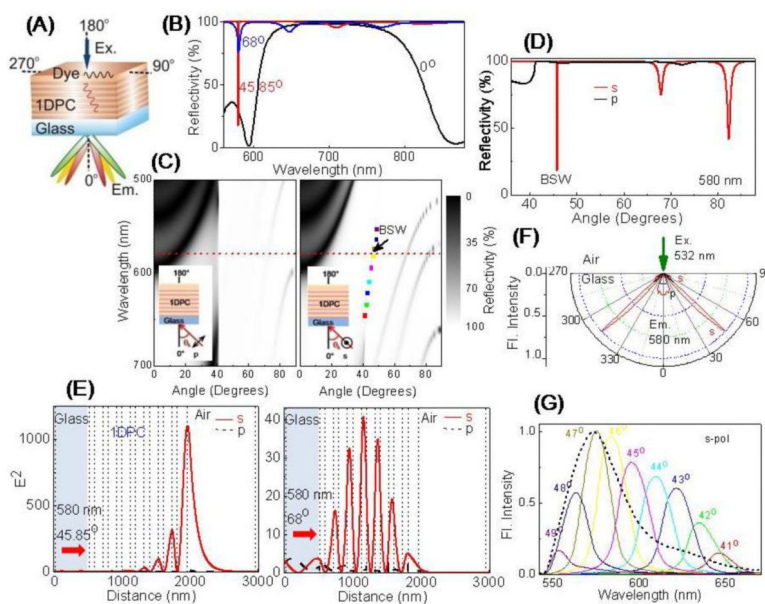 (A)
180°
Ex.
270°
Dye
90°
1DPC
Glass
0°
Em.
(B)
100
50
0
Reflectivity (%)
68°
45.85°
0°
600
700
800
Wavelength (nm)
(C)
500
600
700
Wavelength (nm)
180°
1DPC
Glass
θ
0°
p
0
20
40
60
80
Angle (Degrees)
BSW
180°
1DPC
Glass
θ
0°
s
0
20
40
60
80
Angle (Degrees)
0
35
70
100
Reflectivity (%)
(D)
100
50
0
Reflectivity (%)
s
p
BSW
580 nm
40
50
60
70
80
Angle (Degrees)
(E)
1000
500
0
E²
Glass
1DPC
Air
s
p
580 nm
45.85°
0
1000
2000
3000
Distance (nm)
40
30
20
10
0
Glass
Air
s
p
580 nm
68°
0
1000
2000
3000
Distance (nm)
(F)
Ex.
532 nm
Air
Glass
0.0
0.5
1.0
Fl. Intensity
270
300
330
0
30
60
s
p
Em.
580 nm
s
(G)
1.0
0.5
0.0
Fl. Intensity
s-pol
49°
48°
47°
46°
45°
44°
43°
42°
41°
550
600
650
Wavelength (nm)